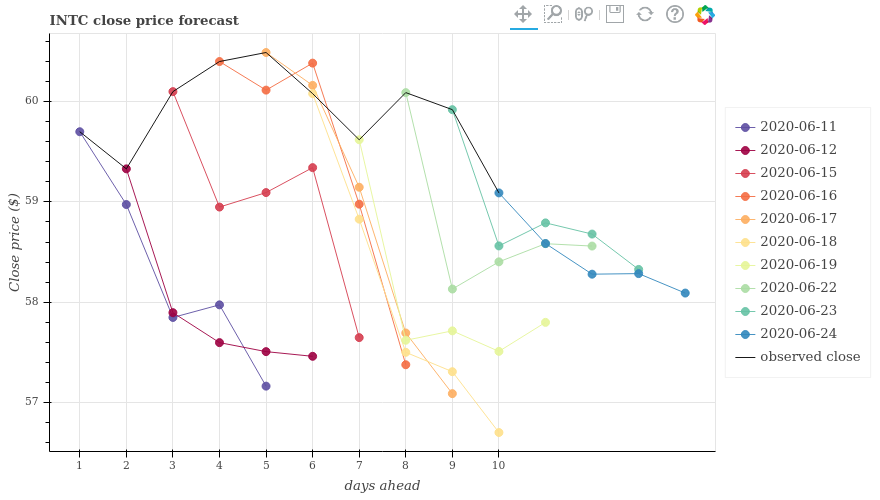 INTC close price forecast
60
59
58
57
Close price ($)
1 2 3 4 5 6 7 8 9 10
days ahead
2020-06-11
2020-06-12
2020-06-15
2020-06-16
2020-06-17
2020-06-18
2020-06-19
2020-06-22
2020-06-23
2020-06-24
observed close